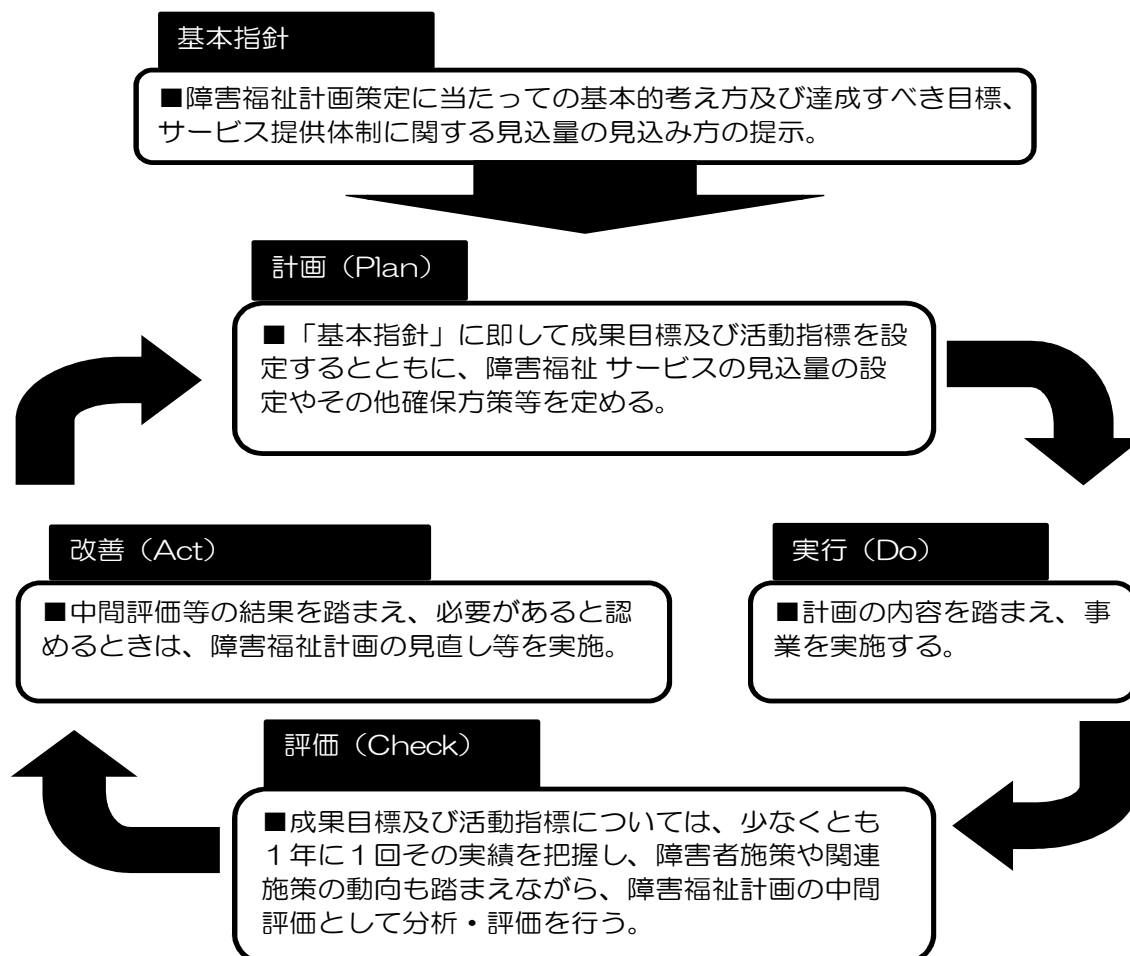 基本指針
■障害福祉計画策定に当たっての基本的考え方及び達成すべき目標、
サービス提供体制に関する見込量の見込み方の提示。
計画（Plan）
■「基本指針」に即して成果目標及び活動指標を設
定するとともに、障害福祉 サービスの見込量の設
定やその他確保方策等を定める。
改善（Act）
■中間評価等の結果を踏まえ、必要があると認
めるときは、障害福祉計画の見直し等を実施。
実行（Do）
■計画の内容を踏まえ、事
業を実施する。
評価（Check）
■成果目標及び活動指標については、少なくとも
１年に１回その実績を把握し、障害者施策や関連
施策の動向も踏まえながら、障害福祉計画の中間
評価として分析・評価を行う。